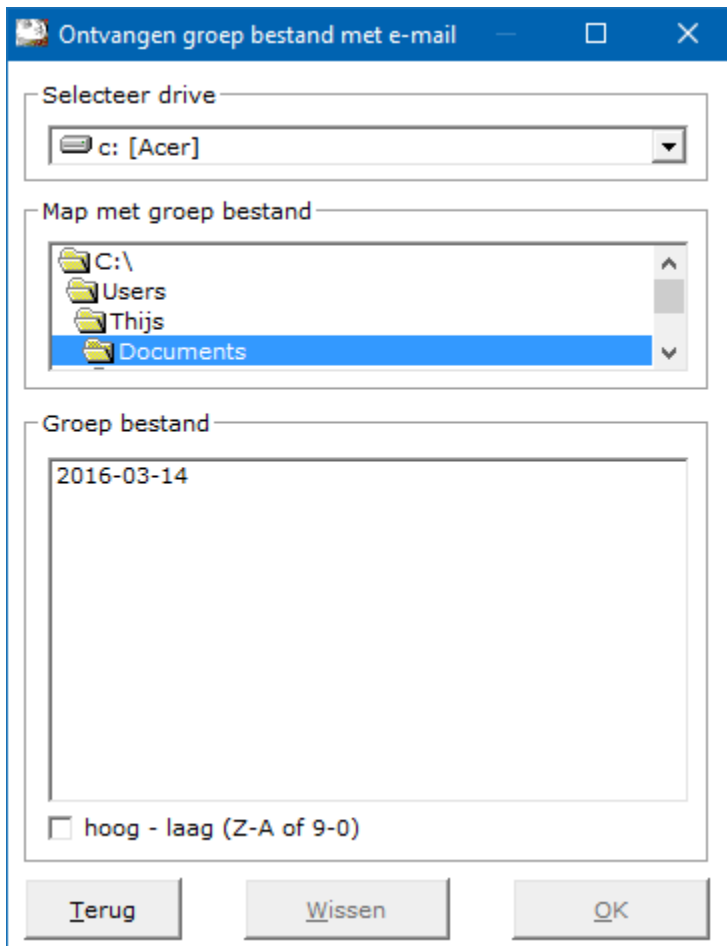 Ontvangen groep bestand met e-mail
Selecteer drive
c: [Acer]
Map met groep bestand
C:\
Users
Thijs
Documents
Groep bestand
2016-03-14
hoog - laag (Z-A of 9-0)
Terug Wissen OK